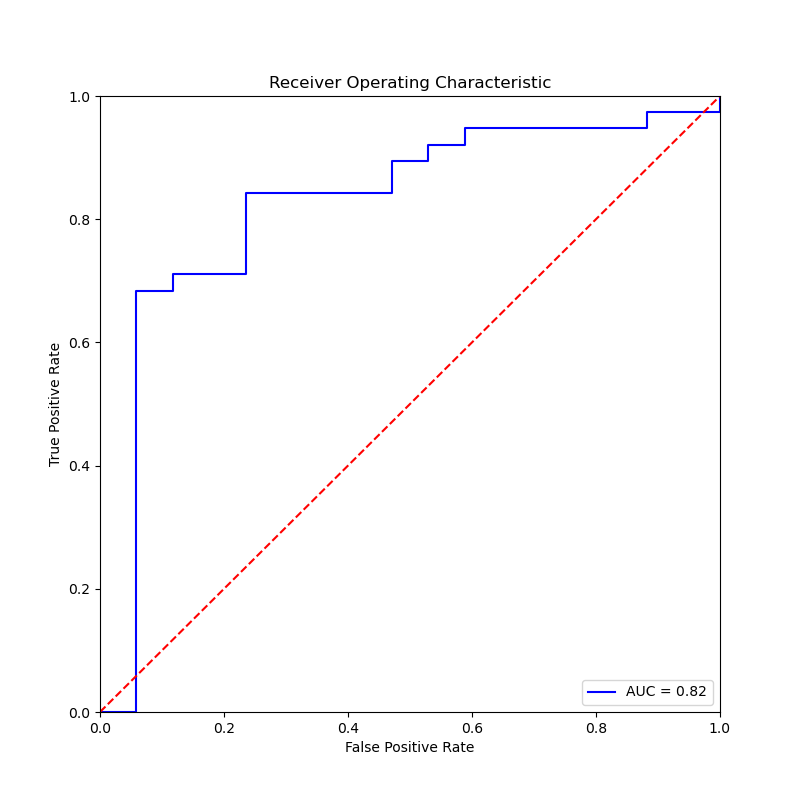 Receiver Operating Characteristic
1.0
0.8
0.6
0.4
0.2
0.0
True Positive Rate
AUC = 0.82
0.0 0.2 0.4 0.6 0.8 1.0
False Positive Rate